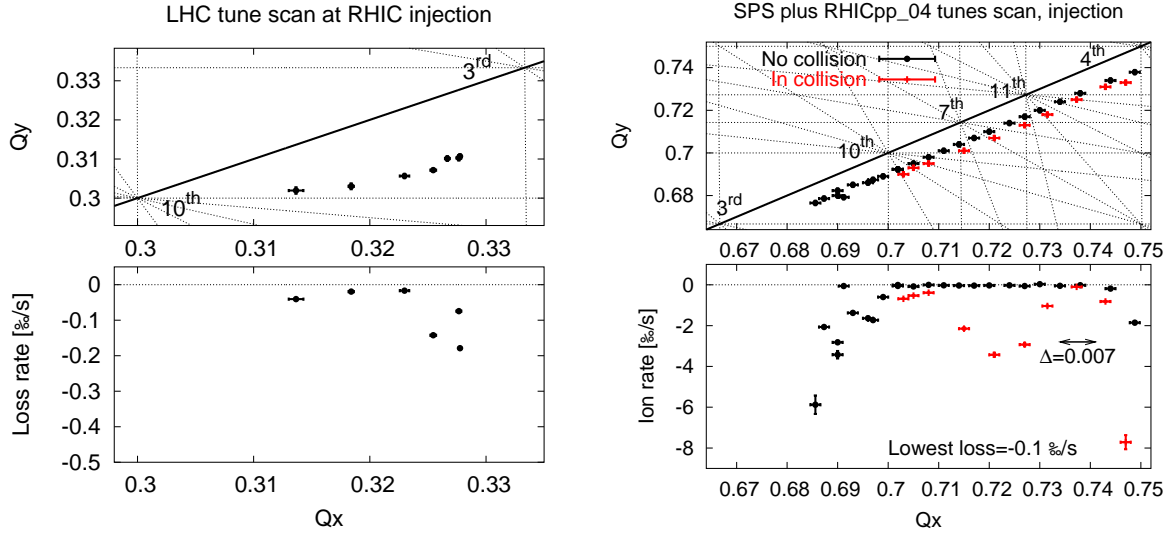 LHC tune scan at RHIC injection
0.33
0.32
0.31
0.3
Qy
3rd
10th
0.3
0.31
0.32
0.33
0
-0.1
-0.2
-0.3
-0.4
-0.5
Loss rate [‰/s]
0.3
0.31
0.32
0.33
Qx
SPS plus RHICpp_04 tunes scan, injection
No collision
In collision
0.74
0.72
0.7
0.68
Qy
4th
11th
7th
10th
3rd
0.67
0.68
0.69
0.7
0.71
0.72
0.73
0.74
0.75
0
-2
-4
-6
-8
Ion rate [‰/s]
Δ=0.007
Lowest loss=-0.1 ‰/s
0.67
0.68
0.69
0.7
0.71
0.72
0.73
0.74
0.75
Qx